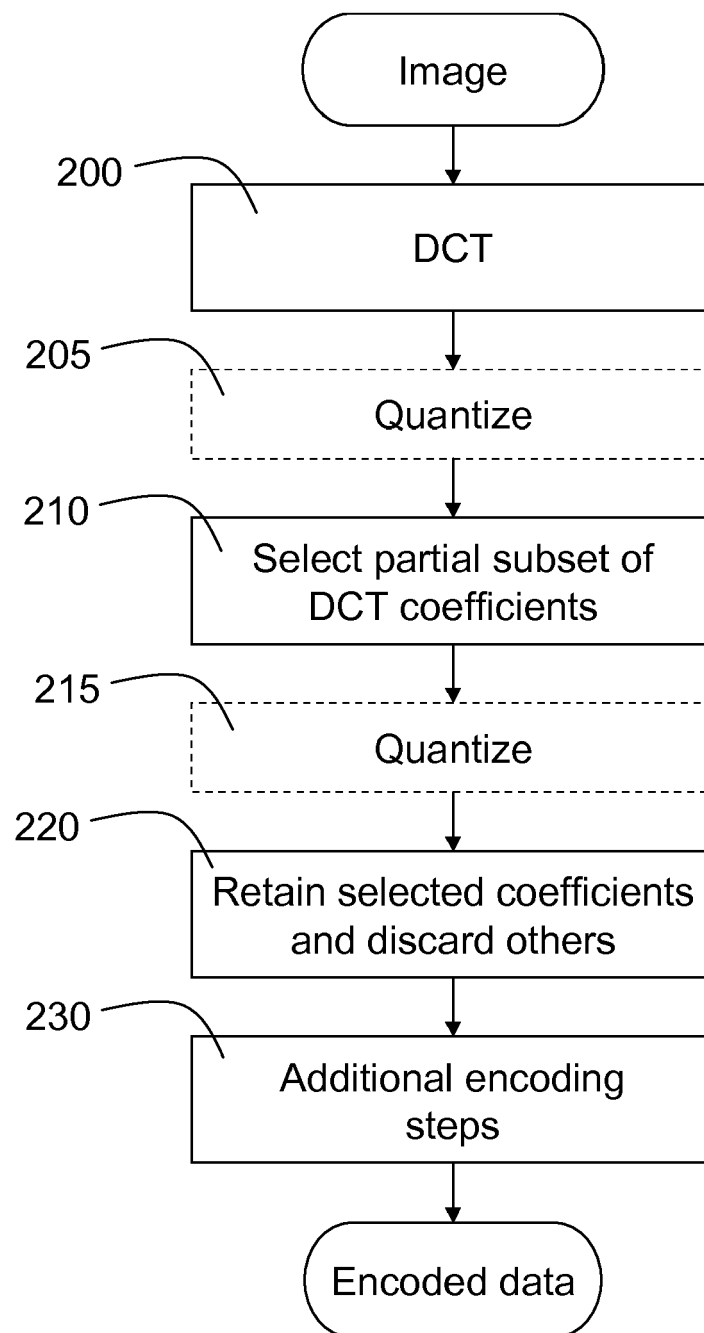 Image
200
DCT
205
Quantize
210
Select partial subset of
DCT coefficients
215
Quantize
220
Retain selected coefficients
and discard others
230
Additional encoding
steps
Encoded data